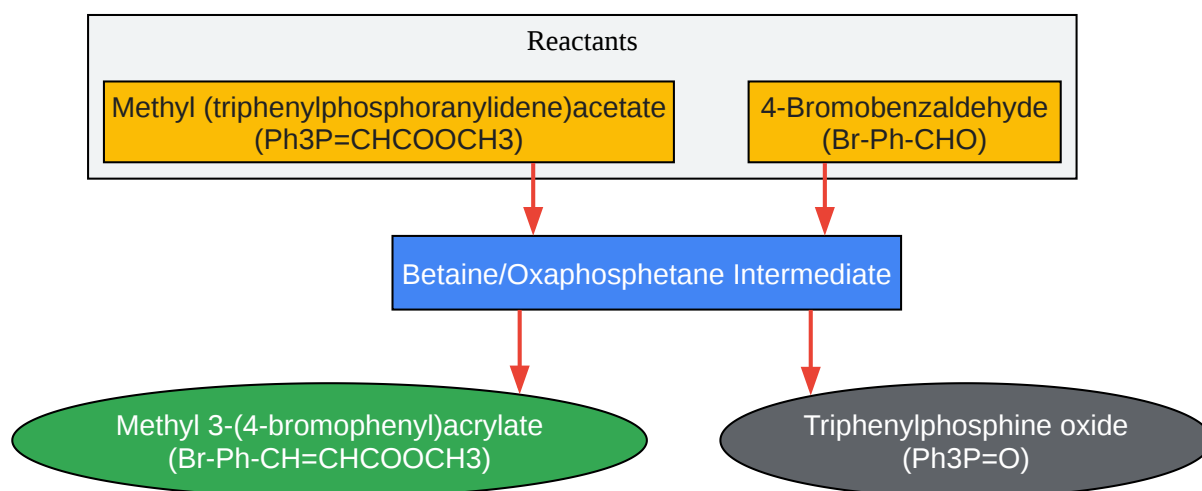 Reactants
Methyl (triphenylphosphoranylidene)acetate
(Ph3P=CHCOOCH3)
4-Bromobenzaldehyde
(Br-Ph-CHO)
Betaine/Oxaphosphetane Intermediate
Methyl 3-(4-bromophenyl)acrylate
(Br-Ph-CH=CHCOOCH3)
Triphenylphosphine oxide
(Ph3P=O)